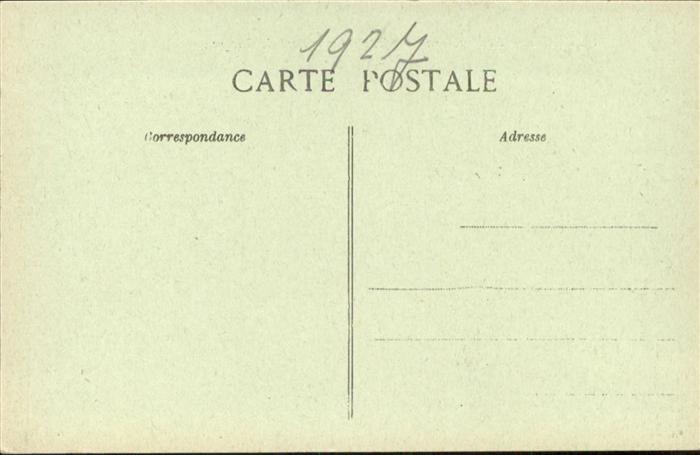 1927
CARTE POSTALE
Correspondance
Adresse